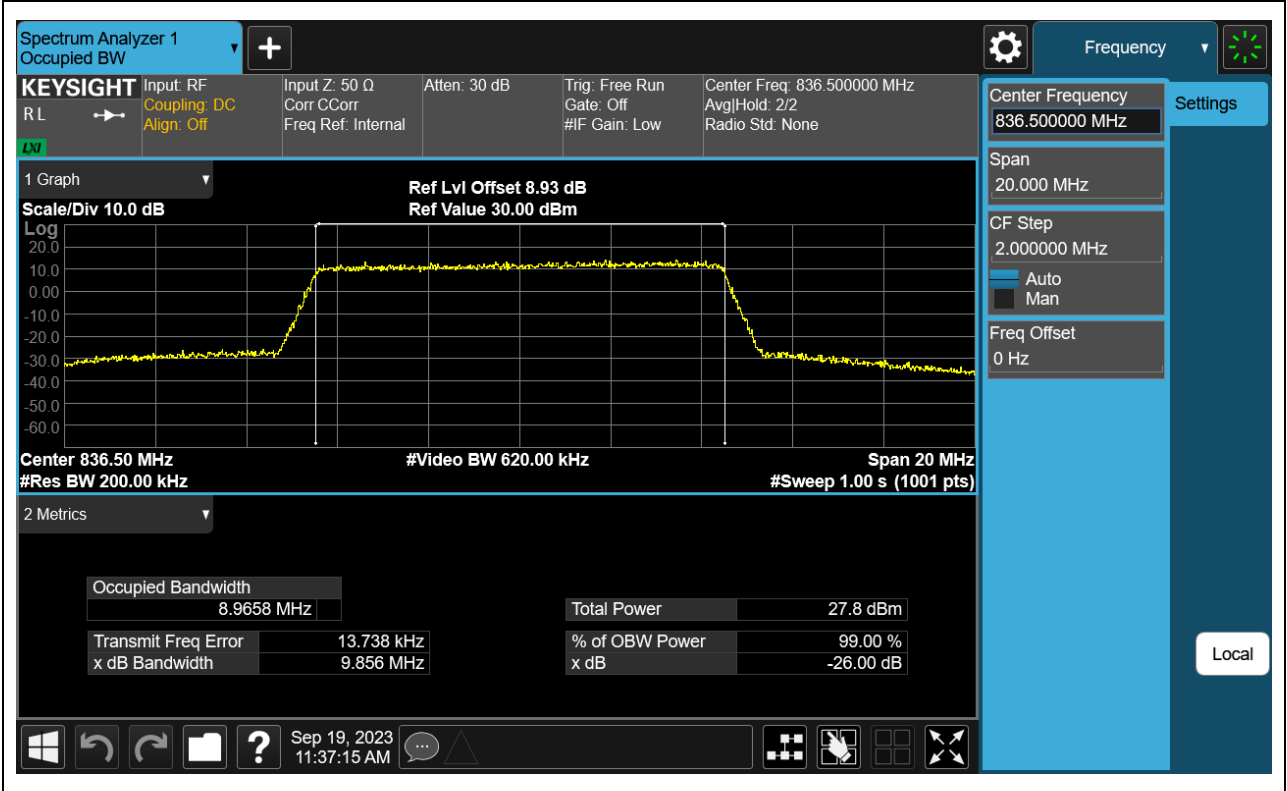 Spectrum Analyzer 1
Occupied BW
Frequency
KEYSIGHT
R L
LXI
Input: RF
Coupling: DC
Align: Off
Input Z: 50 Ω
Corr CCorr
Freq Ref: Internal
Atten: 30 dB
Trig: Free Run
Gate: Off
#IF Gain: Low
Center Freq: 836.500000 MHz
Avg|Hold: 2/2
Radio Std: None
1 Graph
Scale/Div 10.0 dB
Ref Lvl Offset 8.93 dB
Ref Value 30.00 dBm
Log
20.0
10.0
0.00
-10.0
-20.0
-30.0
-40.0
-50.0
-60.0
Center 836.50 MHz
#Video BW 620.00 kHz
Span 20 MHz
#Res BW 200.00 kHz
#Sweep 1.00 s (1001 pts)
2 Metrics
Occupied Bandwidth
8.9658 MHz
Total Power 27.8 dBm
Transmit Freq Error 13.738 kHz
% of OBW Power 99.00 %
x dB Bandwidth 9.856 MHz
x dB -26.00 dB
Sep 19, 2023
11:37:15 AM
Center Frequency
836.500000 MHz
Settings
Span
20.000 MHz
CF Step
2.000000 MHz
Auto
Man
Freq Offset
0 Hz
Local